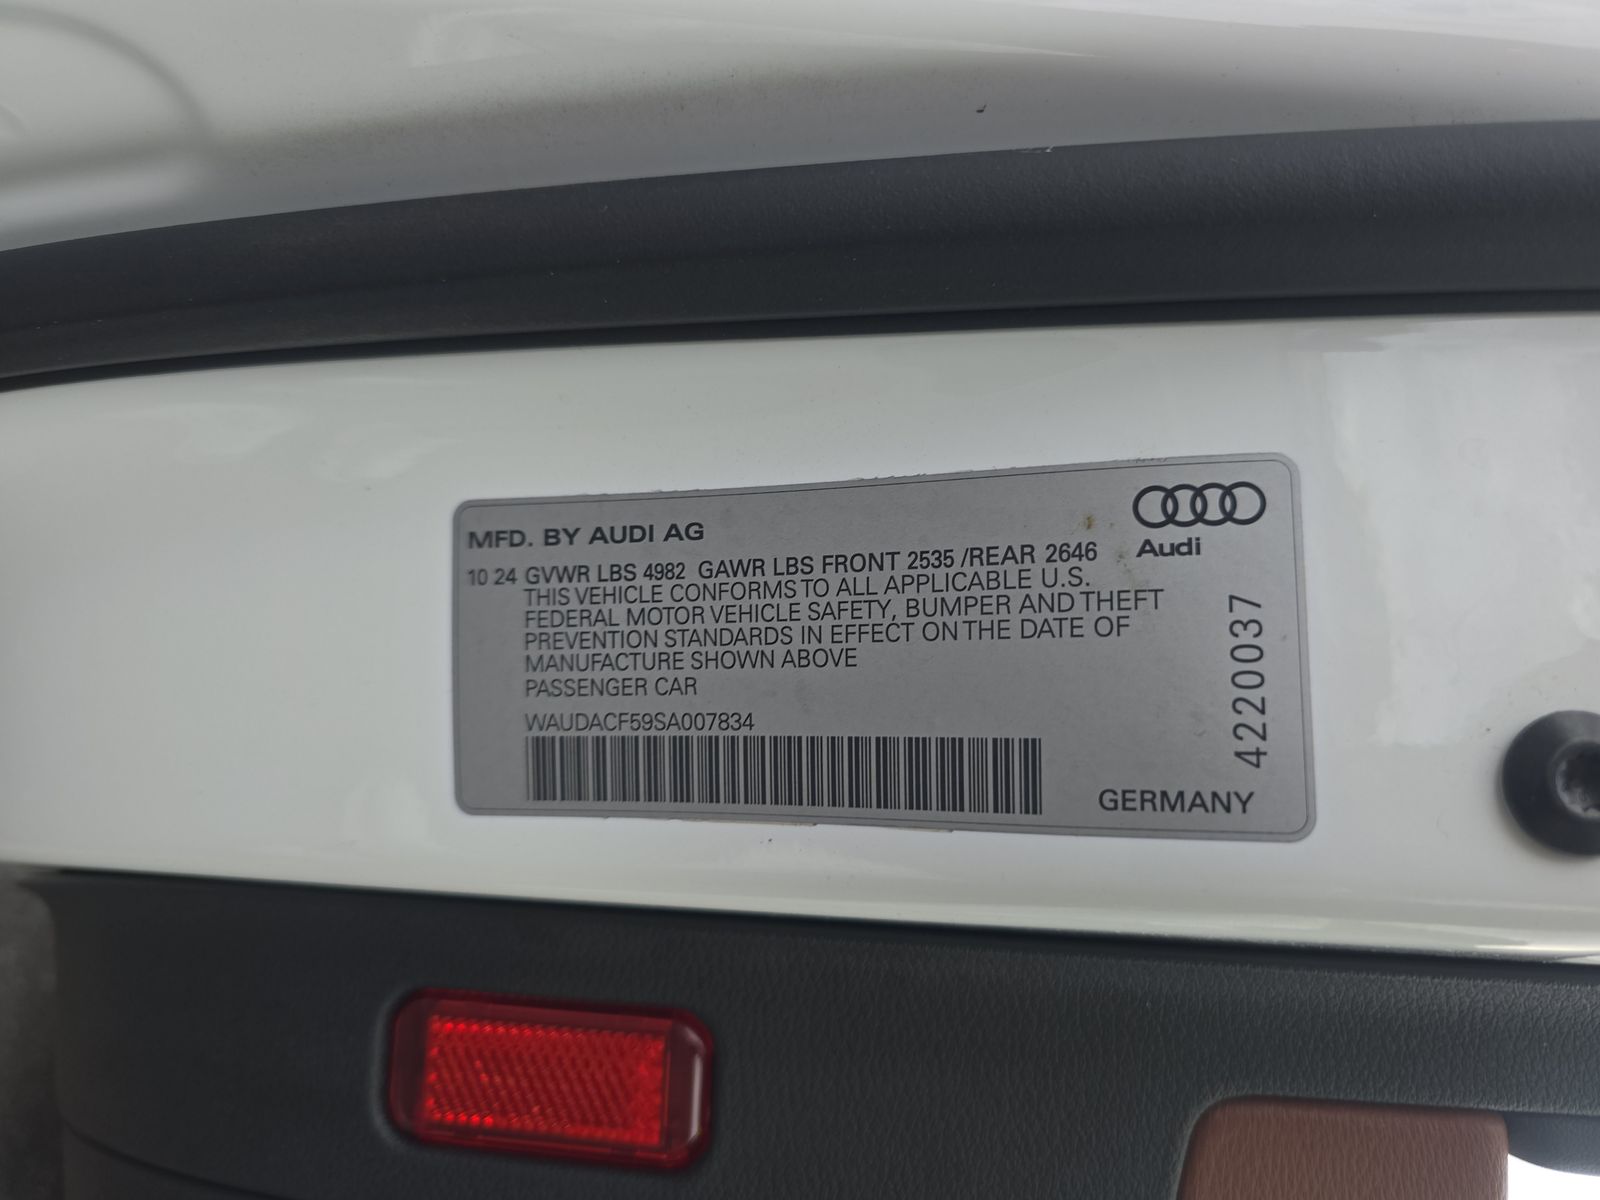 MFD. BY AUDI AG
Audi
10 24 GVWR LBS 4982 GAWR LBS FRONT 2535 /REAR 2646
THIS VEHICLE CONFORMS TO ALL APPLICABLE U.S.
FEDERAL MOTOR VEHICLE SAFETY, BUMPER AND THEFT
PREVENTION STANDARDS IN EFFECT ON THE DATE OF
MANUFACTURE SHOWN ABOVE
PASSENGER CAR
WAUDACF59SA007834
4220037
GERMANY